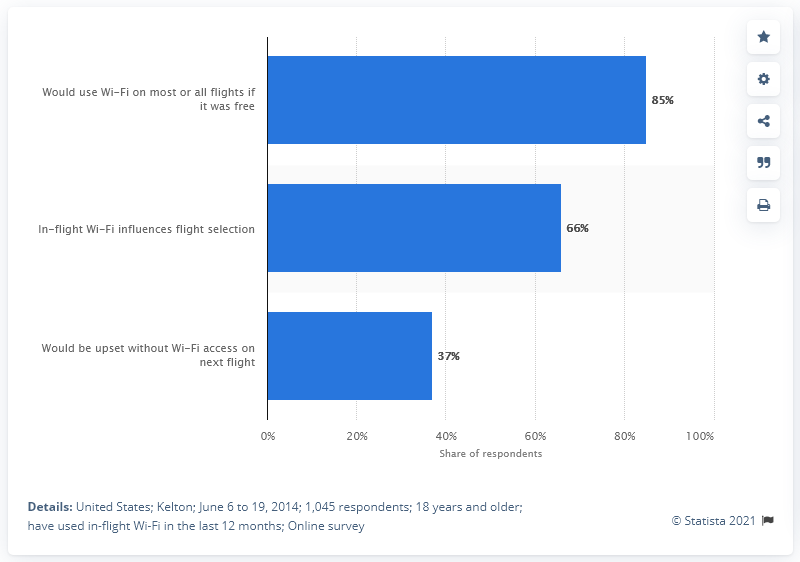 Would use Wi-Fi on most or all flights if
it was free
85%
In-flight Wi-Fi influences flight selection
66%
Would be upset without Wi-Fi access on
next flight
37%
0%
20%
40%
60%
80%
100%
Share of respondents
Details: United States; Kelton; June 6 to 19, 2014; 1,045 respondents; 18 years and older;
have used in-flight Wi-Fi in the last 12 months; Online survey
© Statista 2021